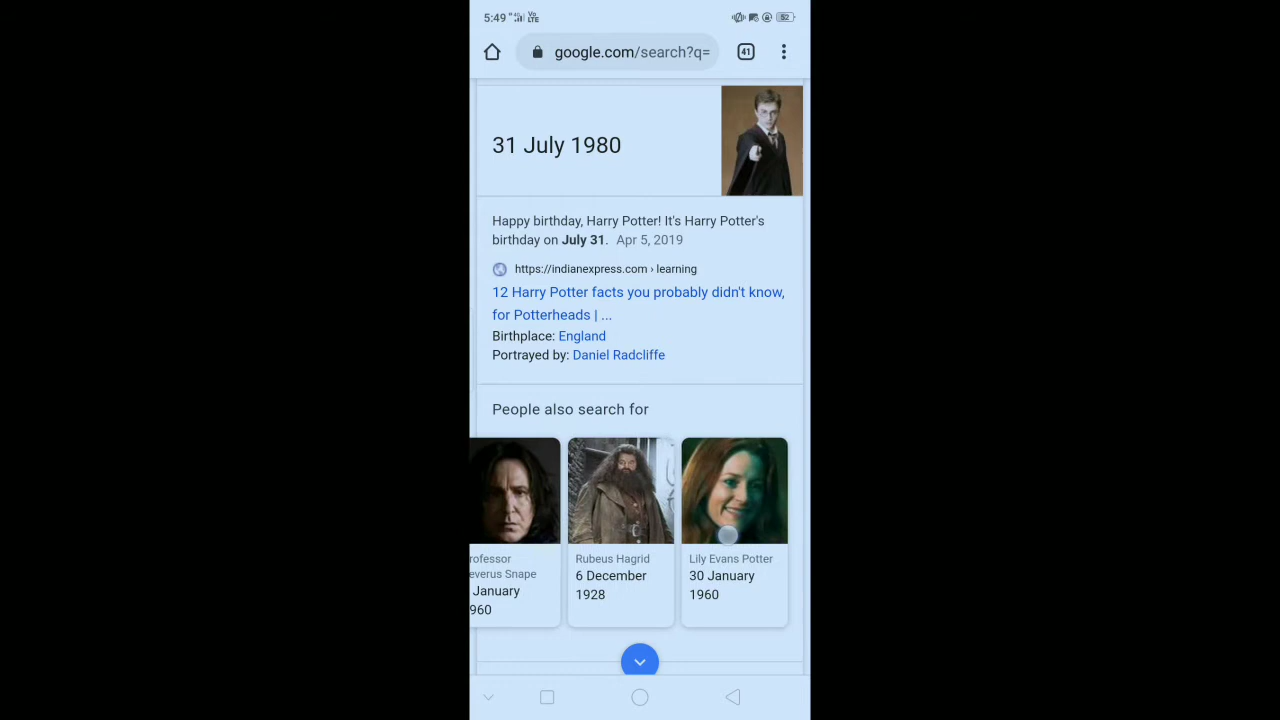 5:49
Vo
LTE
52
google.com/search?q=
41
31 July 1980
Happy birthday, Harry Potter! It's Harry Potter's
birthday on July 31. Apr 5, 2019
https://indianexpress.com › learning
12 Harry Potter facts you probably didn't know,
for Potterheads | ...
Birthplace: England
Portrayed by: Daniel Radcliffe
People also search for
rofessor
everus Snape
January
960
Rubeus Hagrid
6 December
1928
Lily Evans Potter
30 January
1960